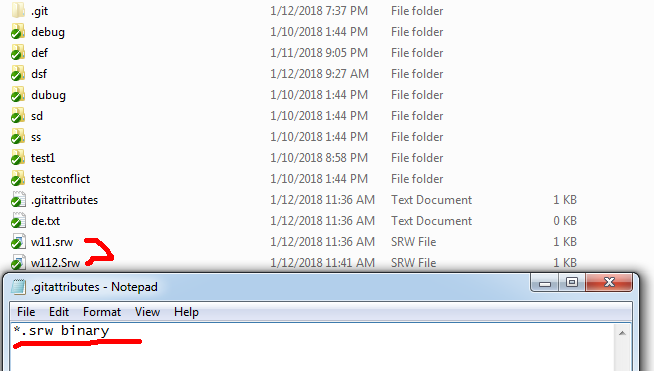 .git 1/12/2018 7:37 PM File folder
debug 1/10/2018 1:44 PM File folder
def 1/11/2018 9:05 PM File folder
dsf 1/12/2018 9:27 AM File folder
dubug 1/10/2018 1:44 PM File folder
sd 1/10/2018 1:44 PM File folder
ss 1/10/2018 1:44 PM File folder
test1 1/10/2018 8:58 PM File folder
testconflict 1/10/2018 1:44 PM File folder
.gitattributes 1/12/2018 11:36 AM Text Document 1 KB
de.txt 1/12/2018 11:36 AM Text Document 0 KB
w11.srw 1/12/2018 11:36 AM SRW File 1 KB
w112.Srw 1/12/2018 11:41 AM SRW File 1 KB
.gitattributes - Notepad
File Edit Format View Help
*.srw binary